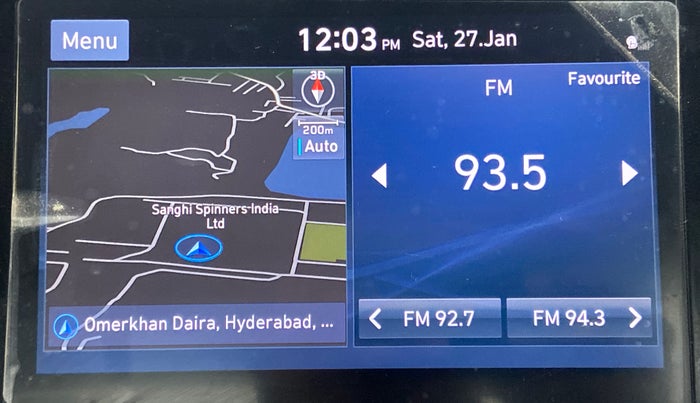 Menu
12:03 PM Sat, 27.Jan
3D
200m
Auto
Sanghi Spinners India
Ltd
Omerkhan Daira, Hyderabad, ...
FM
Favourite
93.5
FM 92.7
FM 94.3